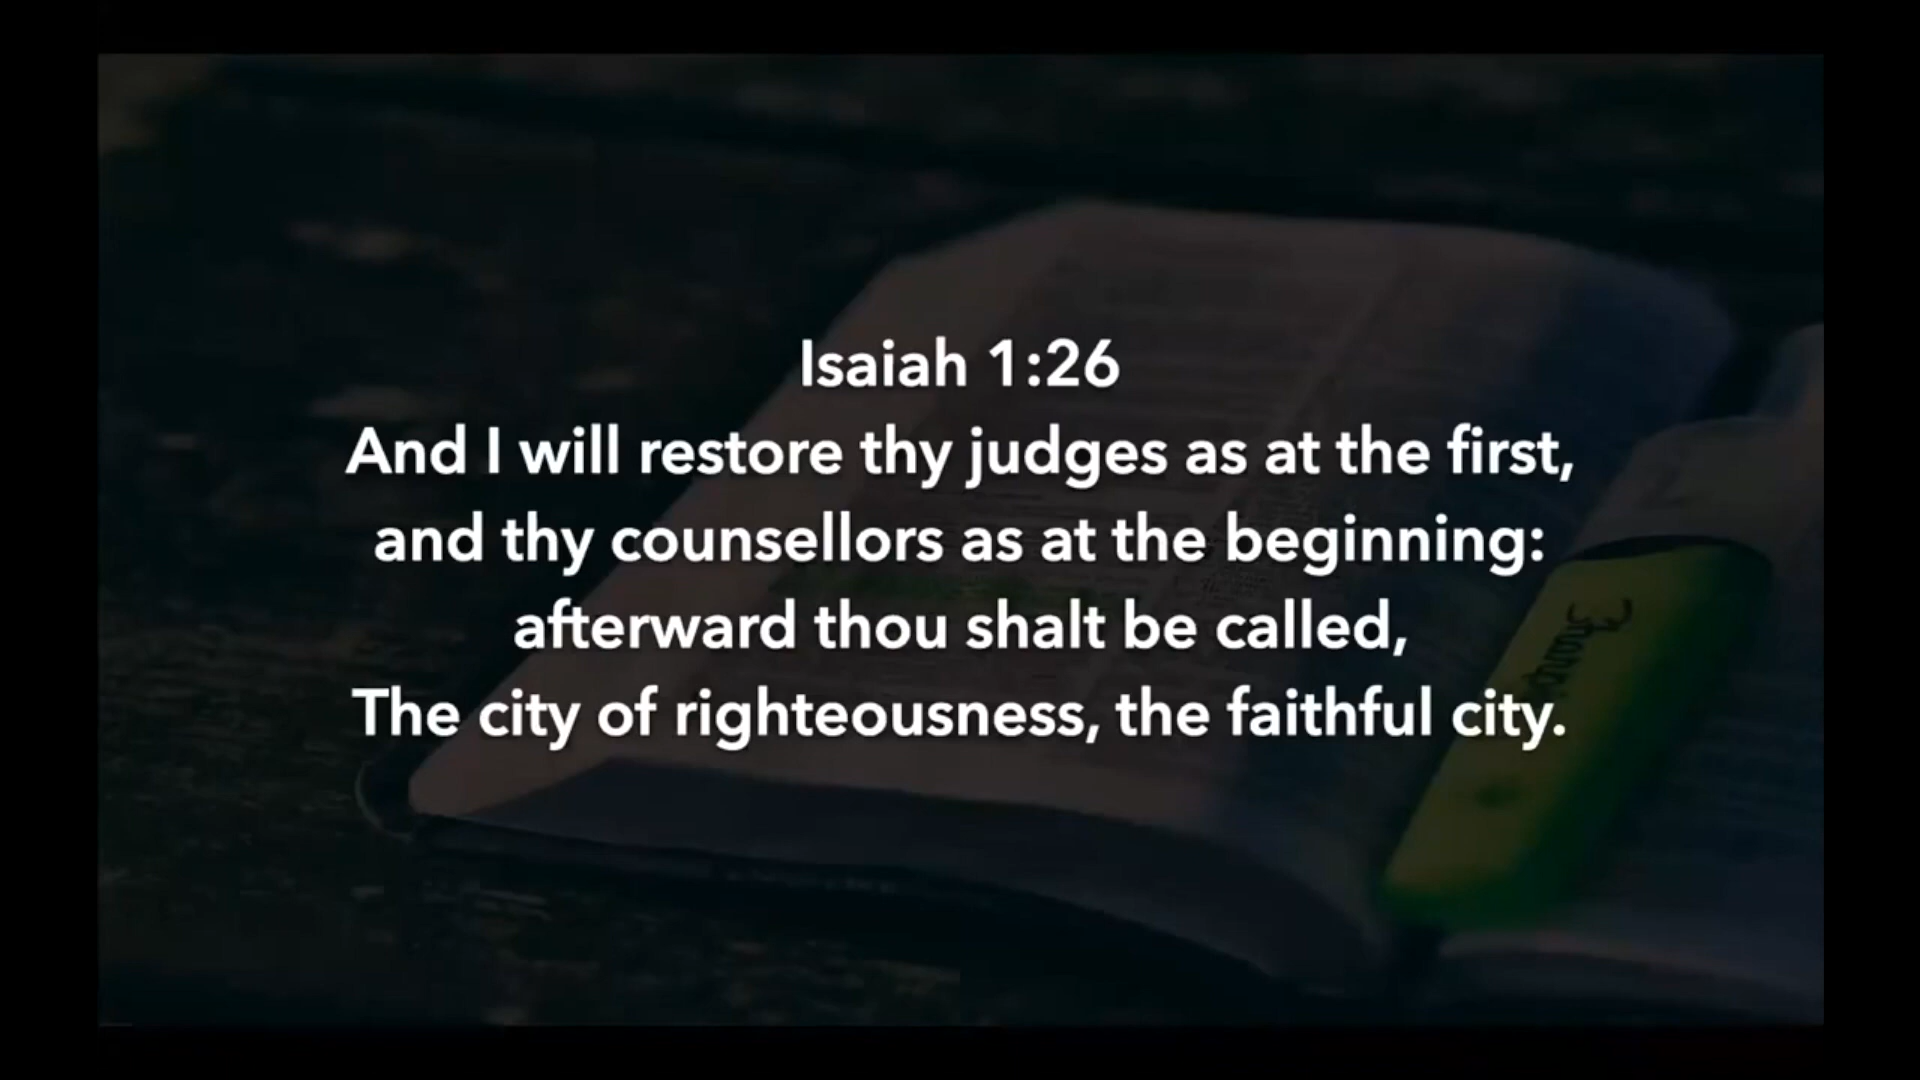 Isaiah 1:26
And I will restore thy judges as at the first,
and thy counsellors as at the beginning:
afterward thou shalt be called,
The city of righteousness, the faithful city.